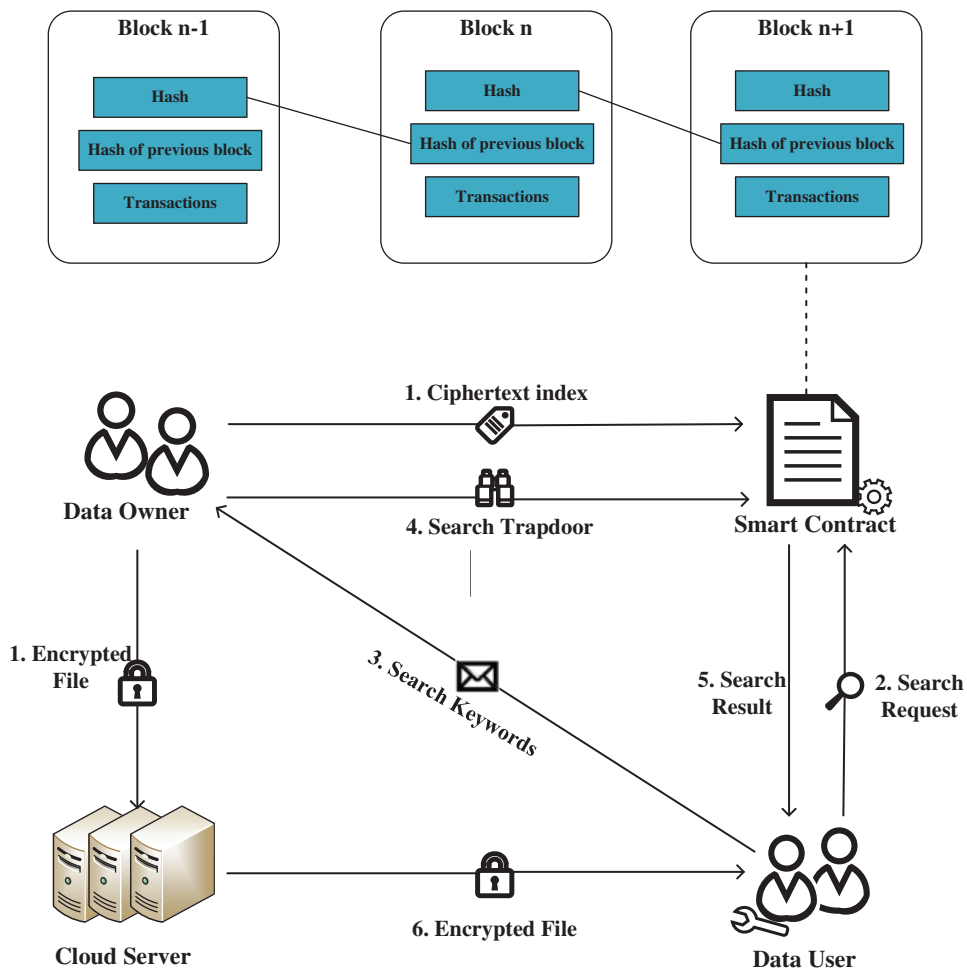 Block n-1
Hash
Hash of previous block
Transactions
Block n
Hash
Hash of previous block
Transactions
Block n+1
Hash
Hash of previous block
Transactions
1. Ciphertext index
Data Owner
4. Search Trapdoor
Smart Contract
1. Encrypted
File
3. Search Keywords
5. Search
Result
2. Search
Request
Cloud Server
6. Encrypted File
Data User